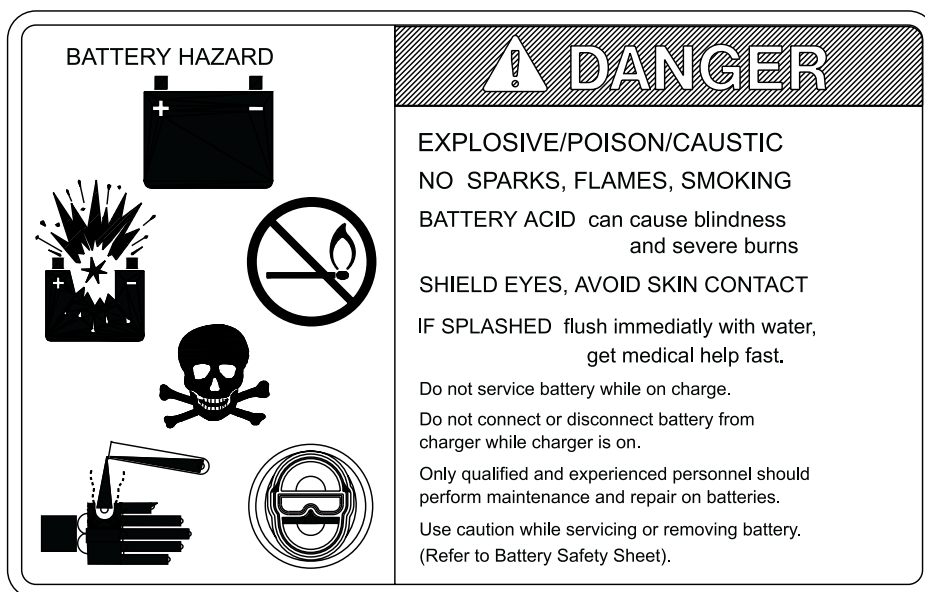 BATTERY HAZARD
+ −
+ −
DANGER
EXPLOSIVE/POISON/CAUSTIC
NO SPARKS, FLAMES, SMOKING
BATTERY ACID can cause blindness
and severe burns
SHIELD EYES, AVOID SKIN CONTACT
IF SPLASHED flush immediatly with water,
get medical help fast.
Do not service battery while on charge.
Do not connect or disconnect battery from
charger while charger is on.
Only qualified and experienced personnel should
perform maintenance and repair on batteries.
Use caution while servicing or removing battery.
(Refer to Battery Safety Sheet).